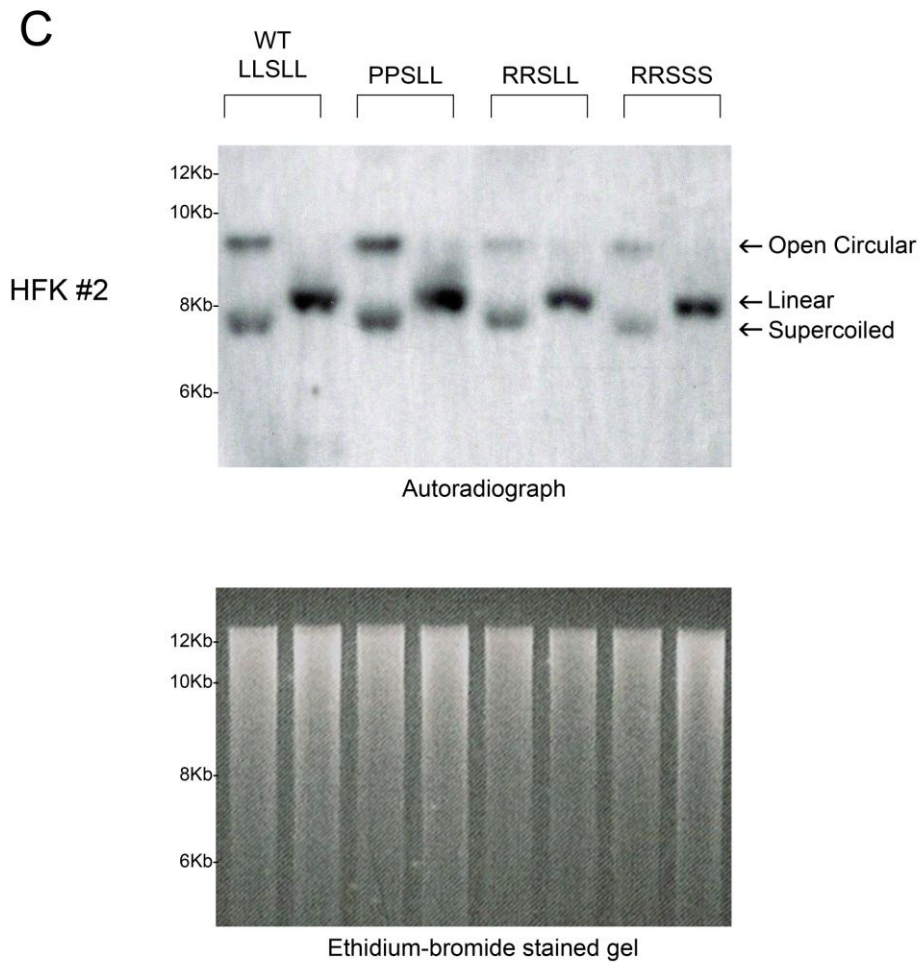 C
WT
LLSLL
PPSLL
RRSLL
RRSSS
12Kb-
10Kb-
8Kb-
6Kb-
HFK #2
← Open Circular
← Linear
← Supercoiled
Autoradiograph
12Kb-
10Kb-
8Kb-
6Kb-
Ethidium-bromide stained gel